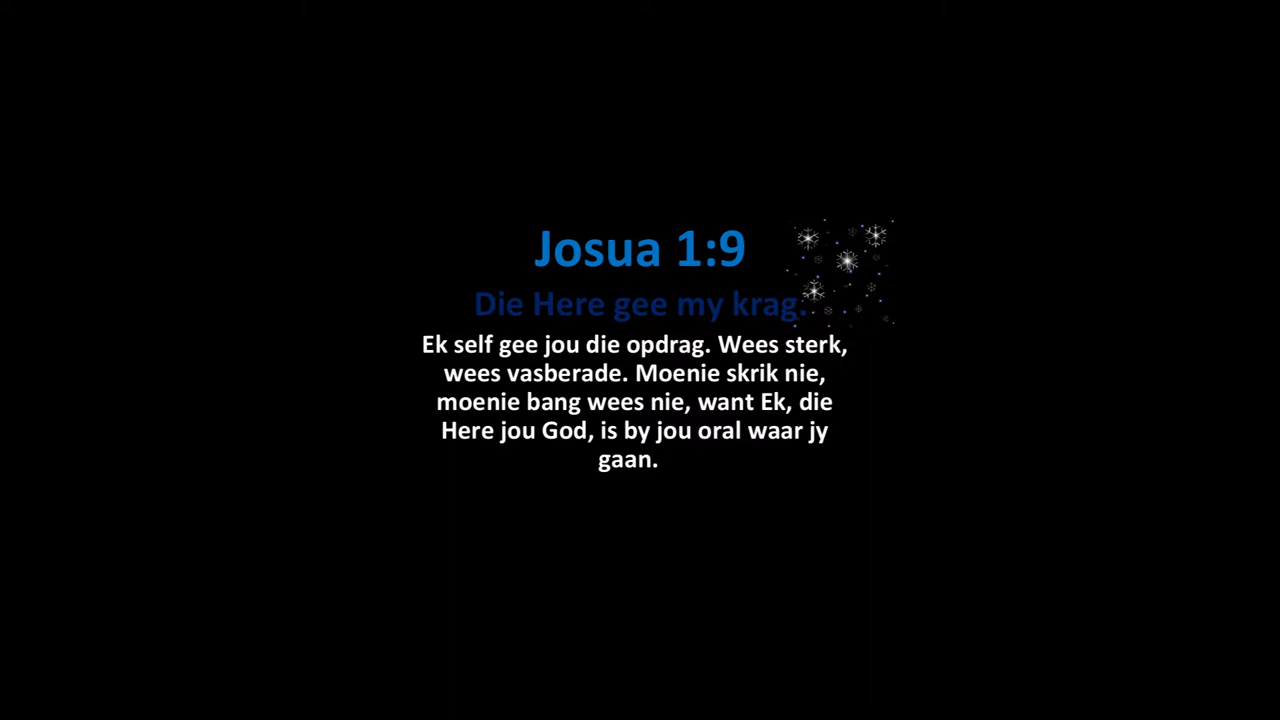 Josua 1:9
Die Here gee my krag.
Ek self gee jou die opdrag. Wees sterk,
wees vasberade. Moenie skrik nie,
moenie bang wees nie, want Ek, die
Here jou God, is by jou oral waar jy
gaan.